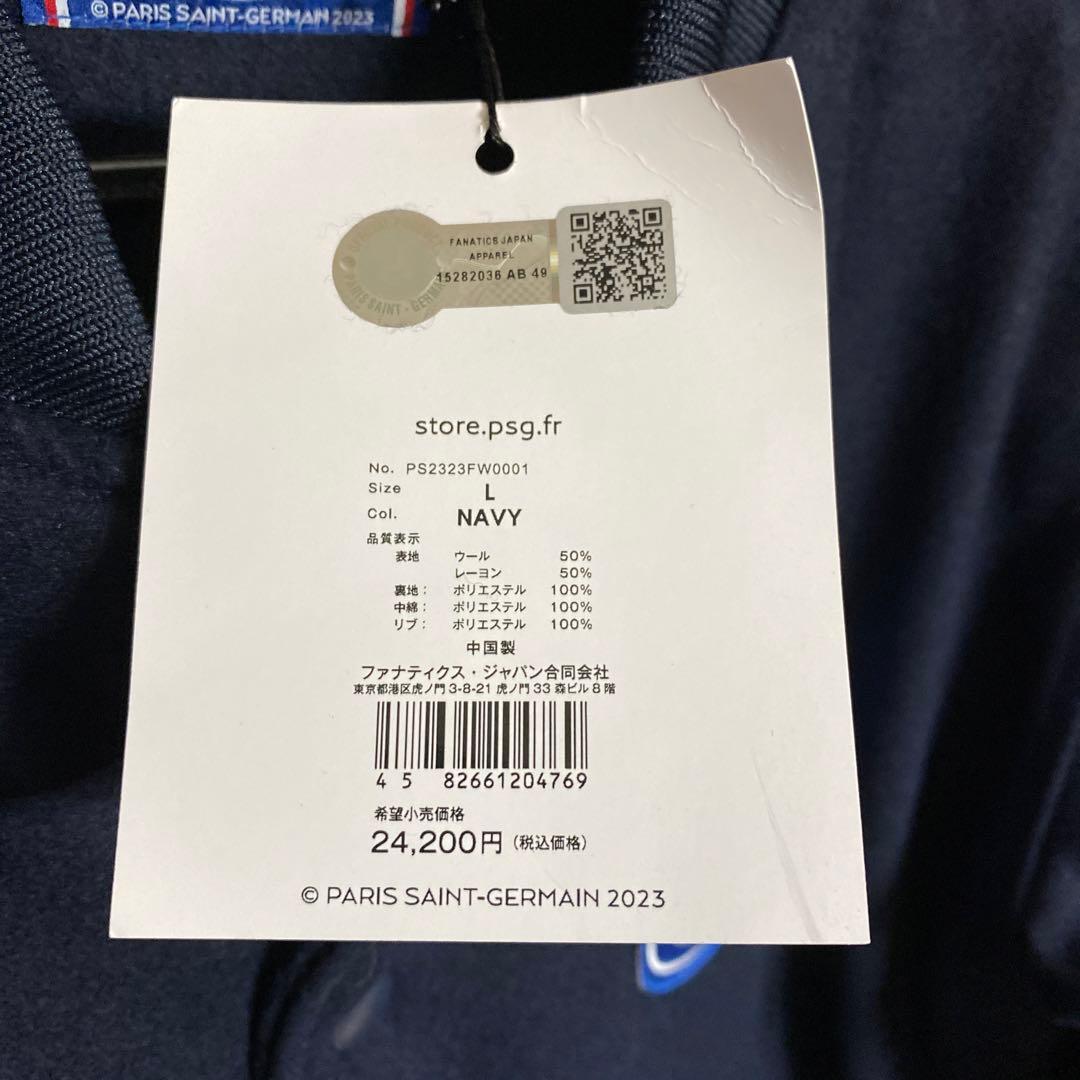 © PARIS SAINT-GERMAIN 2023
FANATICS JAPAN
APPAREL
15282036 AB 49
PARIS SAINT-GERMAIN
store.psg.fr
No. PS2323FW0001
Size L
Col. NAVY
品質表示
表地 ウール 50%
レーヨン 50%
裏地: ポリエステル 100%
中綿: ポリエステル 100%
リブ: ポリエステル 100%
中国製
ファナティクス・ジャパン合同会社
東京都港区虎ノ門 3-8-21 虎ノ門 33 森ビル 8 階
4582661204769
希望小売価格
24,200円 (税込価格)
© PARIS SAINT-GERMAIN 2023